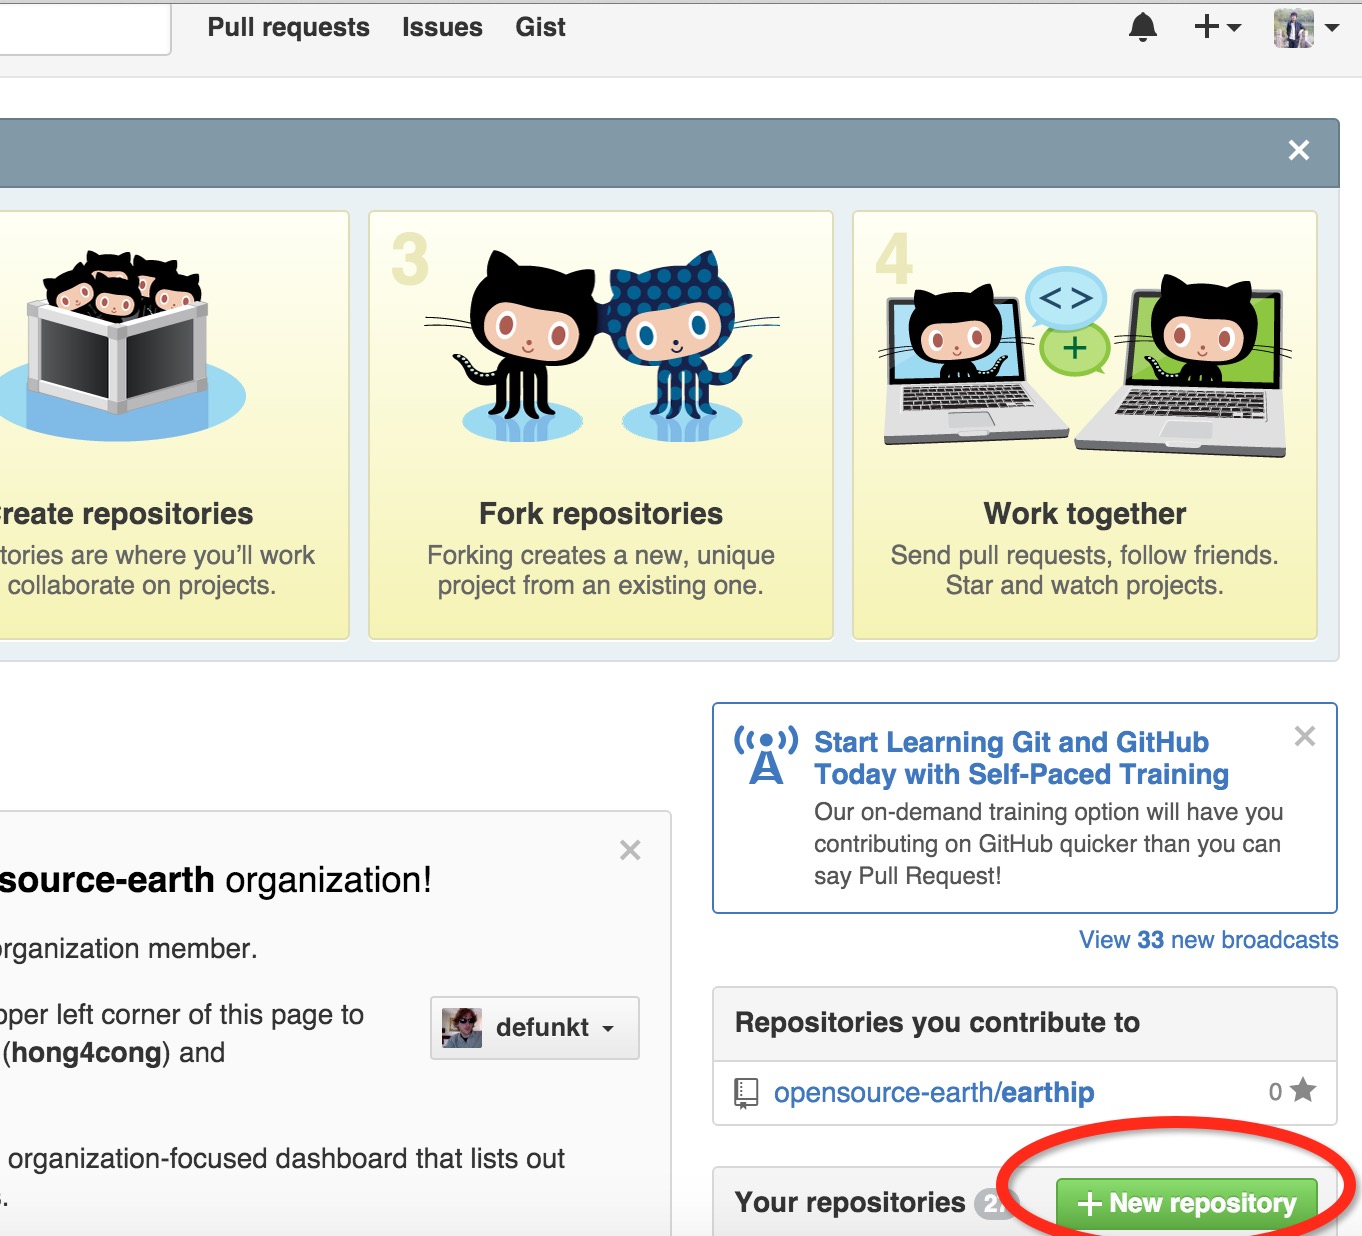 Pull requests Issues Gist
3
4
reate repositories
tories are where you'll work
collaborate on projects.
Fork repositories
Forking creates a new, unique
project from an existing one.
Work together
Send pull requests, follow friends.
Star and watch projects.
Start Learning Git and GitHub
Today with Self-Paced Training
Our on-demand training option will have you
contributing on GitHub quicker than you can
say Pull Request!
View 33 new broadcasts
source-earth organization!
organization member.
pper left corner of this page to
(hong4cong) and
defunkt
organization-focused dashboard that lists out
s.
Repositories you contribute to
opensource-earth/earthip 0
Your repositories
+ New repository